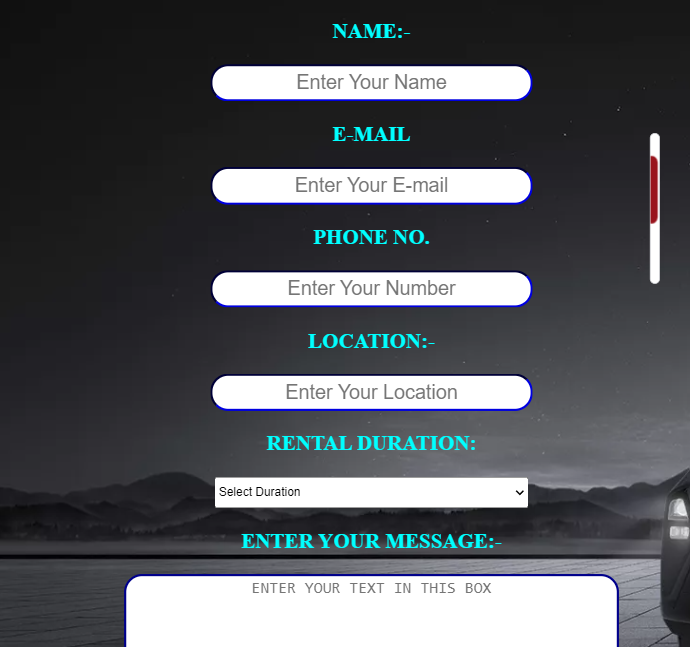 NAME:-
Enter Your Name
E-MAIL
Enter Your E-mail
PHONE NO.
Enter Your Number
LOCATION:-
Enter Your Location
RENTAL DURATION:
Select Duration
ENTER YOUR MESSAGE:-
ENTER YOUR TEXT IN THIS BOX